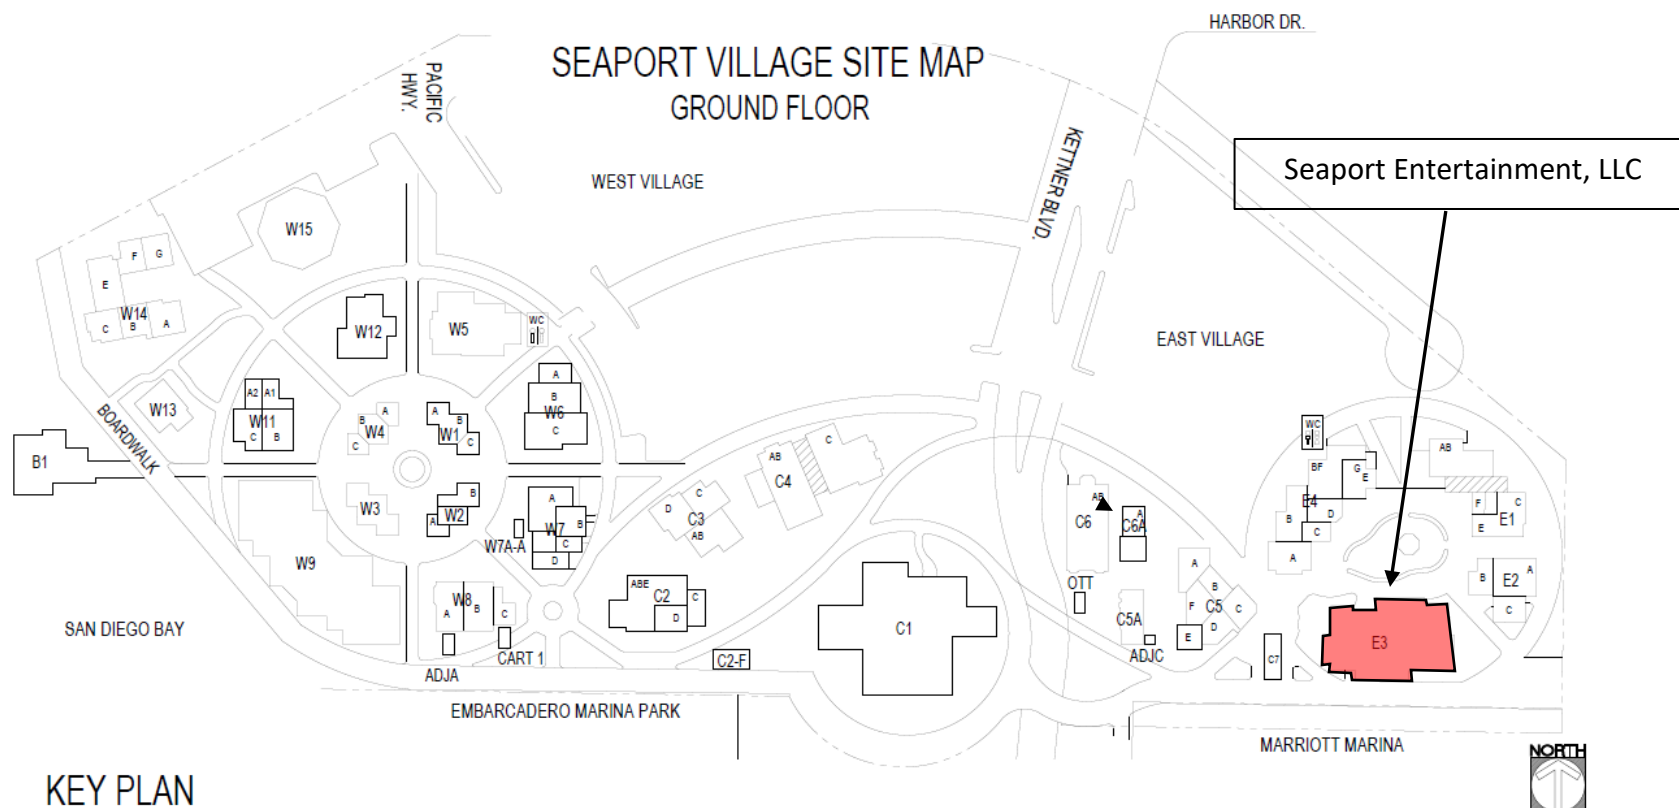 HARBOR DR.
SEAPORT VILLAGE SITE MAP
GROUND FLOOR
PACIFIC
HWY.
KETTNER BLVD.
Seaport Entertainment, LLC
WEST VILLAGE
EAST VILLAGE
W15
F
G
E
W14
C
B
A
W12
W5
WC
W13
A2
A1
W11
C
B
A
B
W4
C
A
B
W1
C
A
B
W6
C
BOARDWALK
B1
W3
B
W2
A
W7A-A
A
W7
B
C
D
W9
W8
A
B
C
ADJA
CART 1
SAN DIEGO BAY
EMBARCADERO MARINA PARK
AB
C4
C
D
C
C3
AB
ABE
C2
C
D
C2-F
C1
AB
C6
A
C6A
OTT
C5A
ADJC
A
B
C5
C
F
D
E
C7
WC
BF
G
E
E4
B
D
C
A
AB
F
C
E1
E
B
E2
A
C
E3
MARRIOTT MARINA
NORTH
KEY PLAN